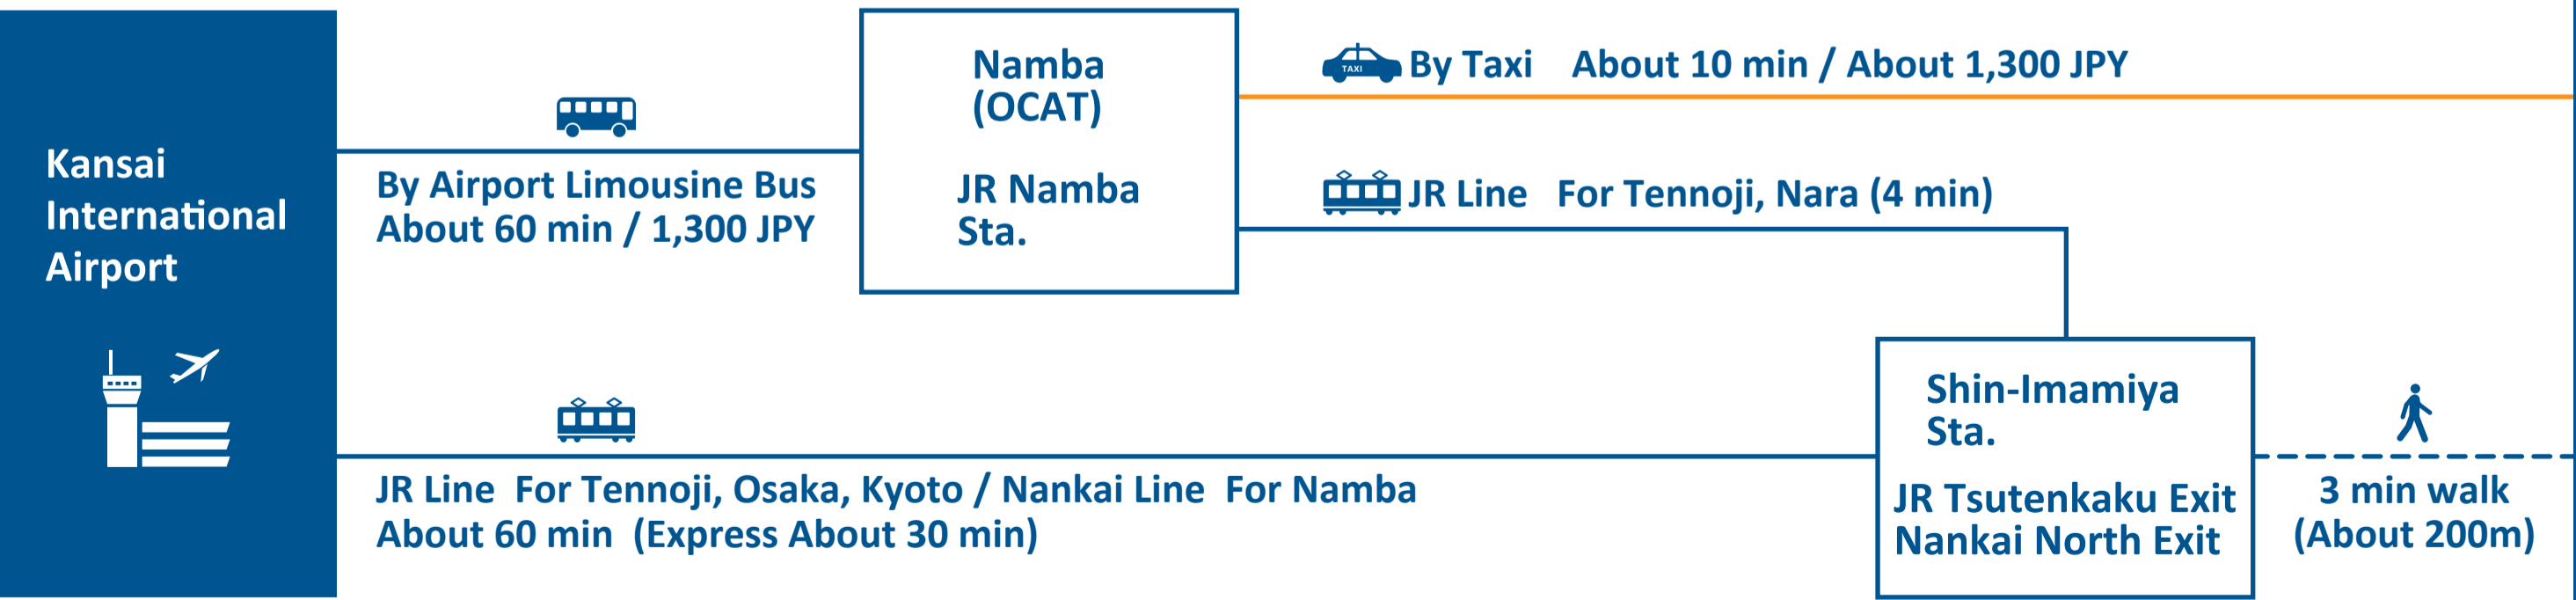 Kansai
International
Airport
By Airport Limousine Bus
About 60 min / 1,300 JPY
Namba
(OCAT)
JR Namba
Sta.
TAXI
By Taxi About 10 min / About 1,300 JPY
JR Line For Tennoji, Nara (4 min)
JR Line For Tennoji, Osaka, Kyoto / Nankai Line For Namba
About 60 min (Express About 30 min)
Shin-Imamiya
Sta.
JR Tsutenkaku Exit
Nankai North Exit
3 min walk
(About 200m)